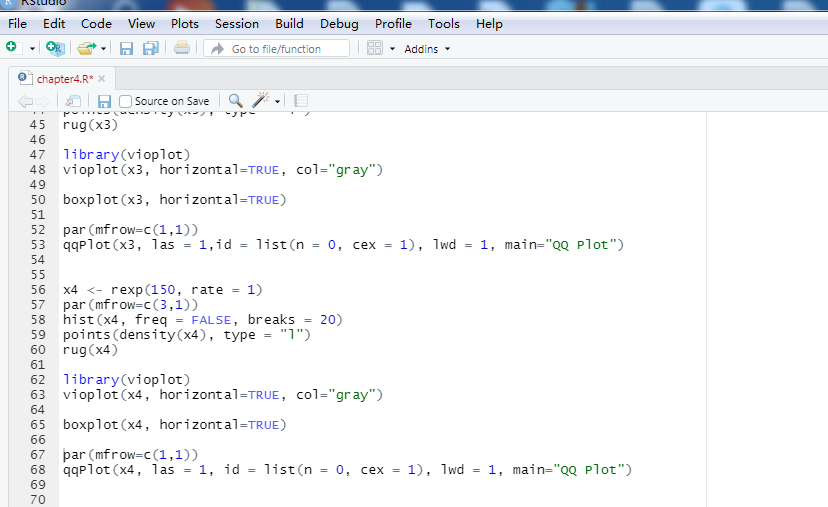 RStudio
File Edit Code View Plots Session Build Debug Profile Tools Help
Go to file/function Addins
chapter4.R*
Source on Save
45 rug(x3)
46
47 library(vioplot)
48 vioplot(x3, horizontal=TRUE, col="gray")
49
50 boxplot(x3, horizontal=TRUE)
51
52 par(mfrow=c(1,1))
53 qqPlot(x3, las = 1,id = list(n = 0, cex = 1), lwd = 1, main="QQ Plot")
54
55
56 x4 <- rexp(150, rate = 1)
57 par(mfrow=c(3,1))
58 hist(x4, freq = FALSE, breaks = 20)
59 points(density(x4), type = "l")
60 rug(x4)
61
62 library(vioplot)
63 vioplot(x4, horizontal=TRUE, col="gray")
64
65 boxplot(x4, horizontal=TRUE)
66
67 par(mfrow=c(1,1))
68 qqPlot(x4, las = 1, id = list(n = 0, cex = 1), lwd = 1, main="QQ Plot")
69
70